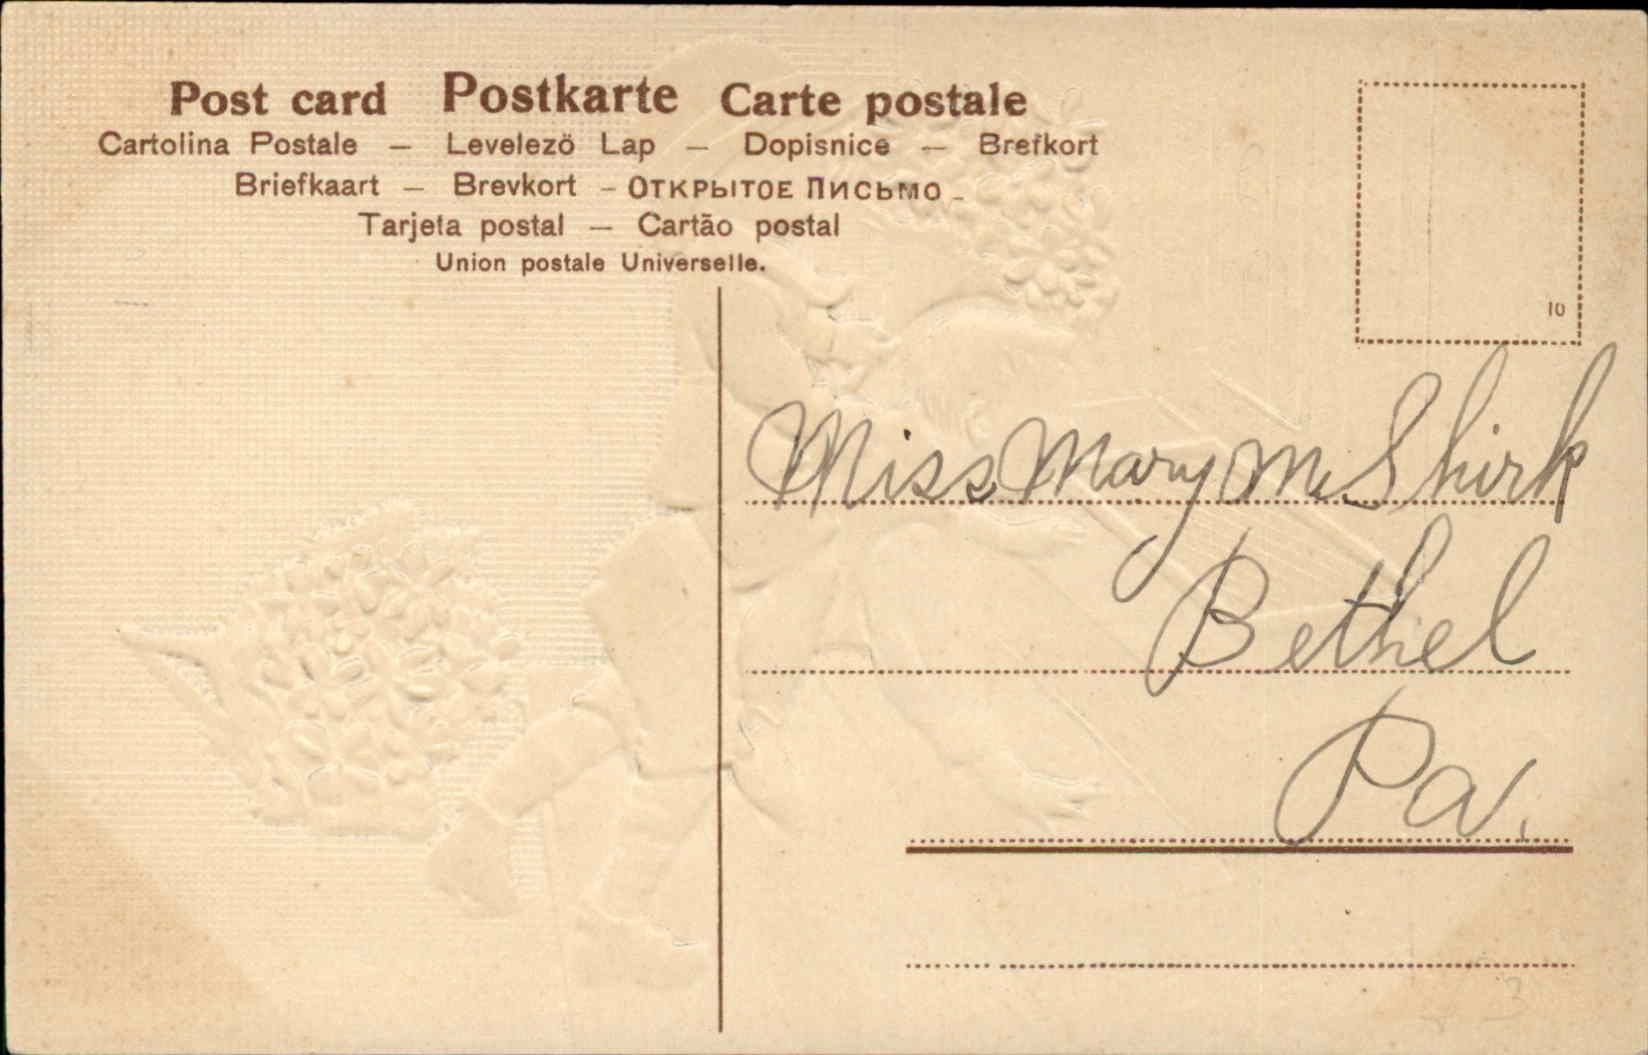 Post card Postkarte Carte postale
Cartolina Postale – Levelezö Lap – Dopisnice – Brefkort
Briefkaart – Brevkort – Открытое Письмо –
Tarjeta postal – Cartão postal
Union postale Universelle.
10
Miss Mary M. Shirk
Bethel
Pa.
3